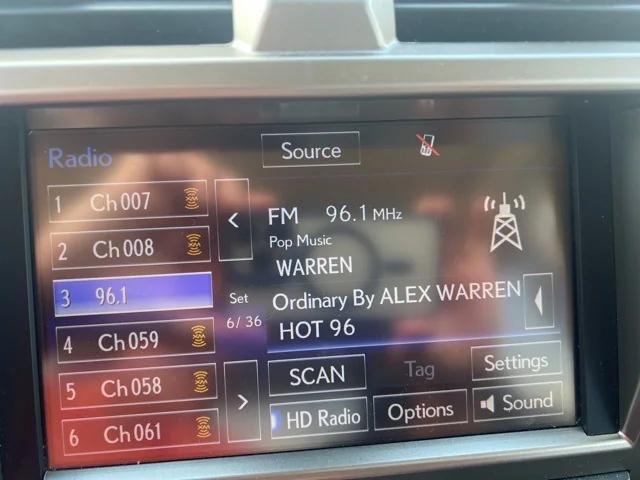 Radio
Source
1 Ch 007
2 Ch 008
3 96.1
4 Ch 059
5 Ch 058
6 Ch 061
<
Set
6/36
>
FM 96.1 MHz
Pop Music
WARREN
Ordinary By ALEX WARREN
HOT 96
SCAN
Tag
Settings
HD Radio
Options
Sound